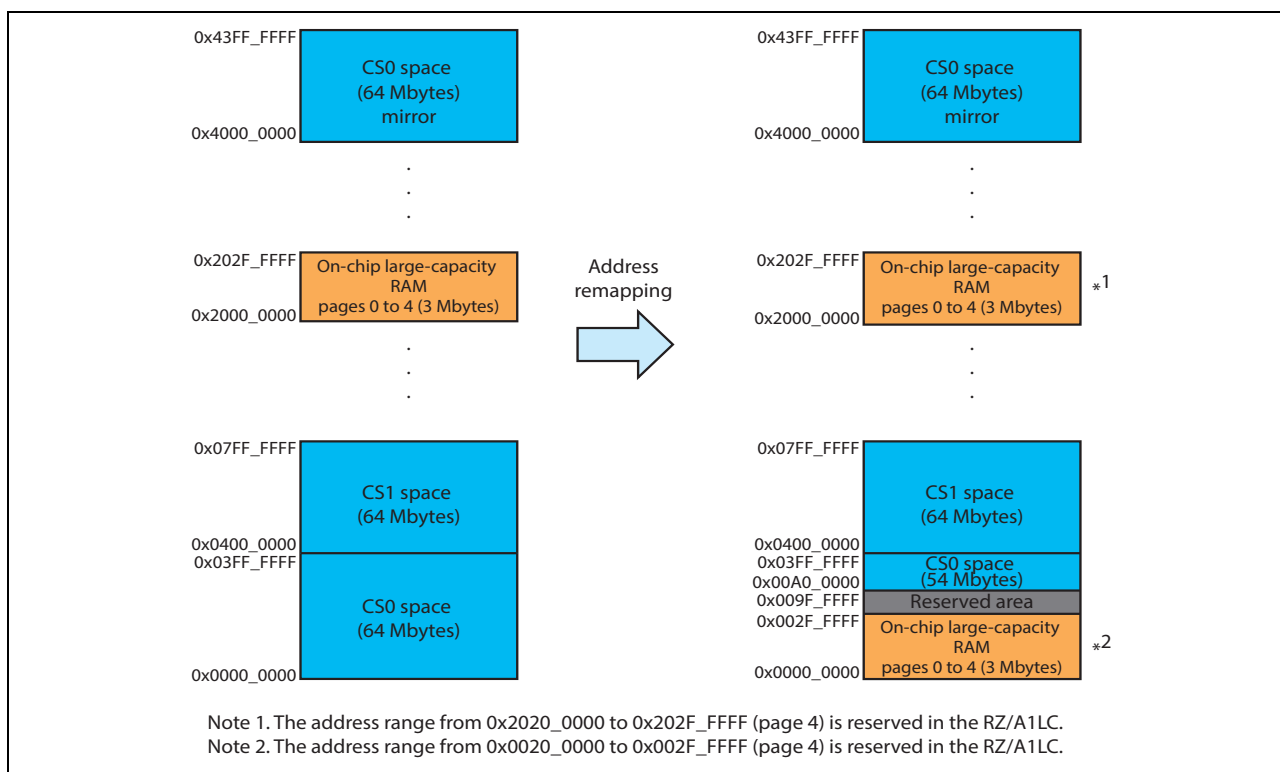 0x43FF_FFFF
CS0 space
(64 Mbytes)
mirror
0x4000_0000
.
.
.
0x202F_FFFF
On-chip large-capacity
RAM
pages 0 to 4 (3 Mbytes)
0x2000_0000
.
.
.
0x07FF_FFFF
CS1 space
(64 Mbytes)
0x0400_0000
0x03FF_FFFF
CS0 space
(64 Mbytes)
0x0000_0000
Address
remapping
0x43FF_FFFF
CS0 space
(64 Mbytes)
mirror
0x4000_0000
.
.
.
0x202F_FFFF
On-chip large-capacity
RAM
pages 0 to 4 (3 Mbytes)
*1
0x2000_0000
.
.
.
0x07FF_FFFF
CS1 space
(64 Mbytes)
0x0400_0000
0x03FF_FFFF
CS0 space
(54 Mbytes)
0x00A0_0000
0x009F_FFFF
Reserved area
0x002F_FFFF
On-chip large-capacity
RAM
pages 0 to 4 (3 Mbytes)
*2
0x0000_0000
Note 1. The address range from 0x2020_0000 to 0x202F_FFFF (page 4) is reserved in the RZ/A1LC.
Note 2. The address range from 0x0020_0000 to 0x002F_FFFF (page 4) is reserved in the RZ/A1LC.